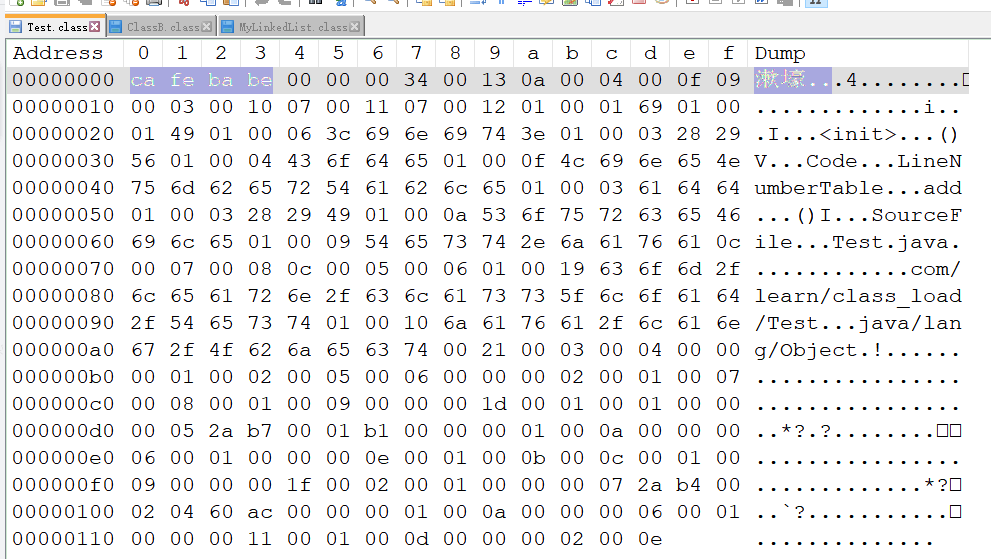 Test.class ClassB.class MyLinkedList.class
Address 0 1 2 3 4 5 6 7 8 9 a b c d e f Dump
00000000 ca fe ba be 00 00 00 34 00 13 0a 00 04 00 0f 09 漱壕...4........□
00000010 00 03 00 10 07 00 11 07 00 12 01 00 01 69 01 00 .............i..
00000020 01 49 01 00 06 3c 69 6e 69 74 3e 01 00 03 28 29 .I...<init>...()
00000030 56 01 00 04 43 6f 64 65 01 00 0f 4c 69 6e 65 4e V...Code...LineN
00000040 75 6d 62 65 72 54 61 62 6c 65 01 00 03 61 64 64 umberTable...add
00000050 01 00 03 28 29 49 01 00 0a 53 6f 75 72 63 65 46 ...()I...SourceF
00000060 69 6c 65 01 00 09 54 65 73 74 2e 6a 61 76 61 0c ile...Test.java.
00000070 00 07 00 08 0c 00 05 00 06 01 00 19 63 6f 6d 2f ............com/
00000080 6c 65 61 72 6e 2f 63 6c 61 73 73 5f 6c 6f 61 64 learn/class_load
00000090 2f 54 65 73 74 01 00 10 6a 61 76 61 2f 6c 61 6e /Test...java/lan
000000a0 67 2f 4f 62 6a 65 63 74 00 21 00 03 00 04 00 00 g/Object.!......
000000b0 00 01 00 02 00 05 00 06 00 00 00 02 00 01 00 07 ................
000000c0 00 08 00 01 00 09 00 00 00 1d 00 01 00 01 00 00 ................
000000d0 00 05 2a b7 00 01 b1 00 00 00 01 00 0a 00 00 00 ..*?.?........□□
000000e0 06 00 01 00 00 00 0e 00 01 00 0b 00 0c 00 01 00 ................
000000f0 09 00 00 00 1f 00 02 00 01 00 00 00 07 2a b4 00 .............*?□
00000100 02 04 60 ac 00 00 00 01 00 0a 00 00 00 06 00 01 ..`?...........□
00000110 00 00 00 11 00 01 00 0d 00 00 00 02 00 0e ..............